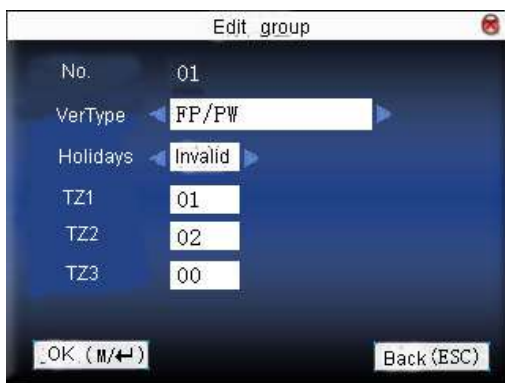 Edit group
No. 01
VerType FP/PW
Holidays Invalid
TZ1 01
TZ2 02
TZ3 00
OK (M/↵) Back(ESC)